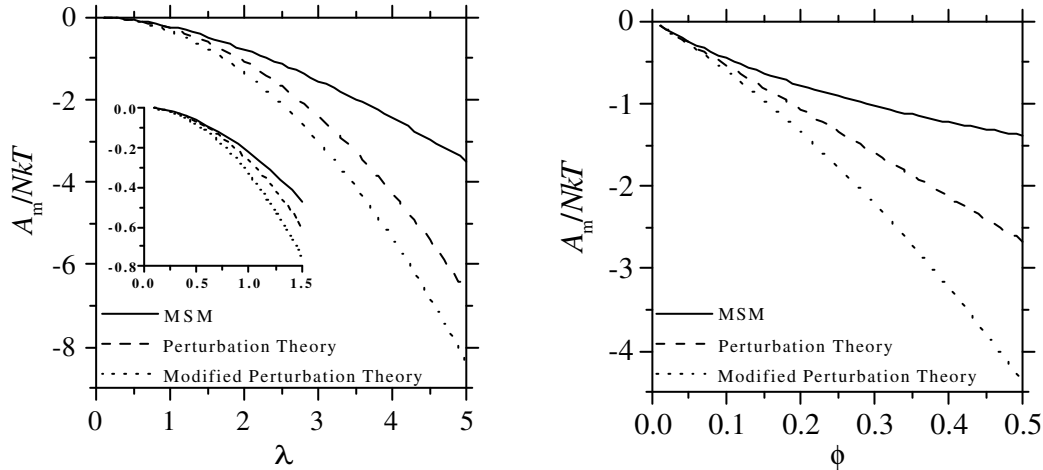 0
-2
-4
-6
-8
A_m/NkT
0.0
-0.2
-0.4
-0.6
-0.8
0.0 0.5 1.0 1.5
MSM
Perturbation Theory
Modified Perturbation Theory
0 1 2 3 4 5
λ
0
-1
-2
-3
-4
A_m/NkT
MSM
Perturbation Theory
Modified Perturbation Theory
0.0 0.1 0.2 0.3 0.4 0.5
ϕ